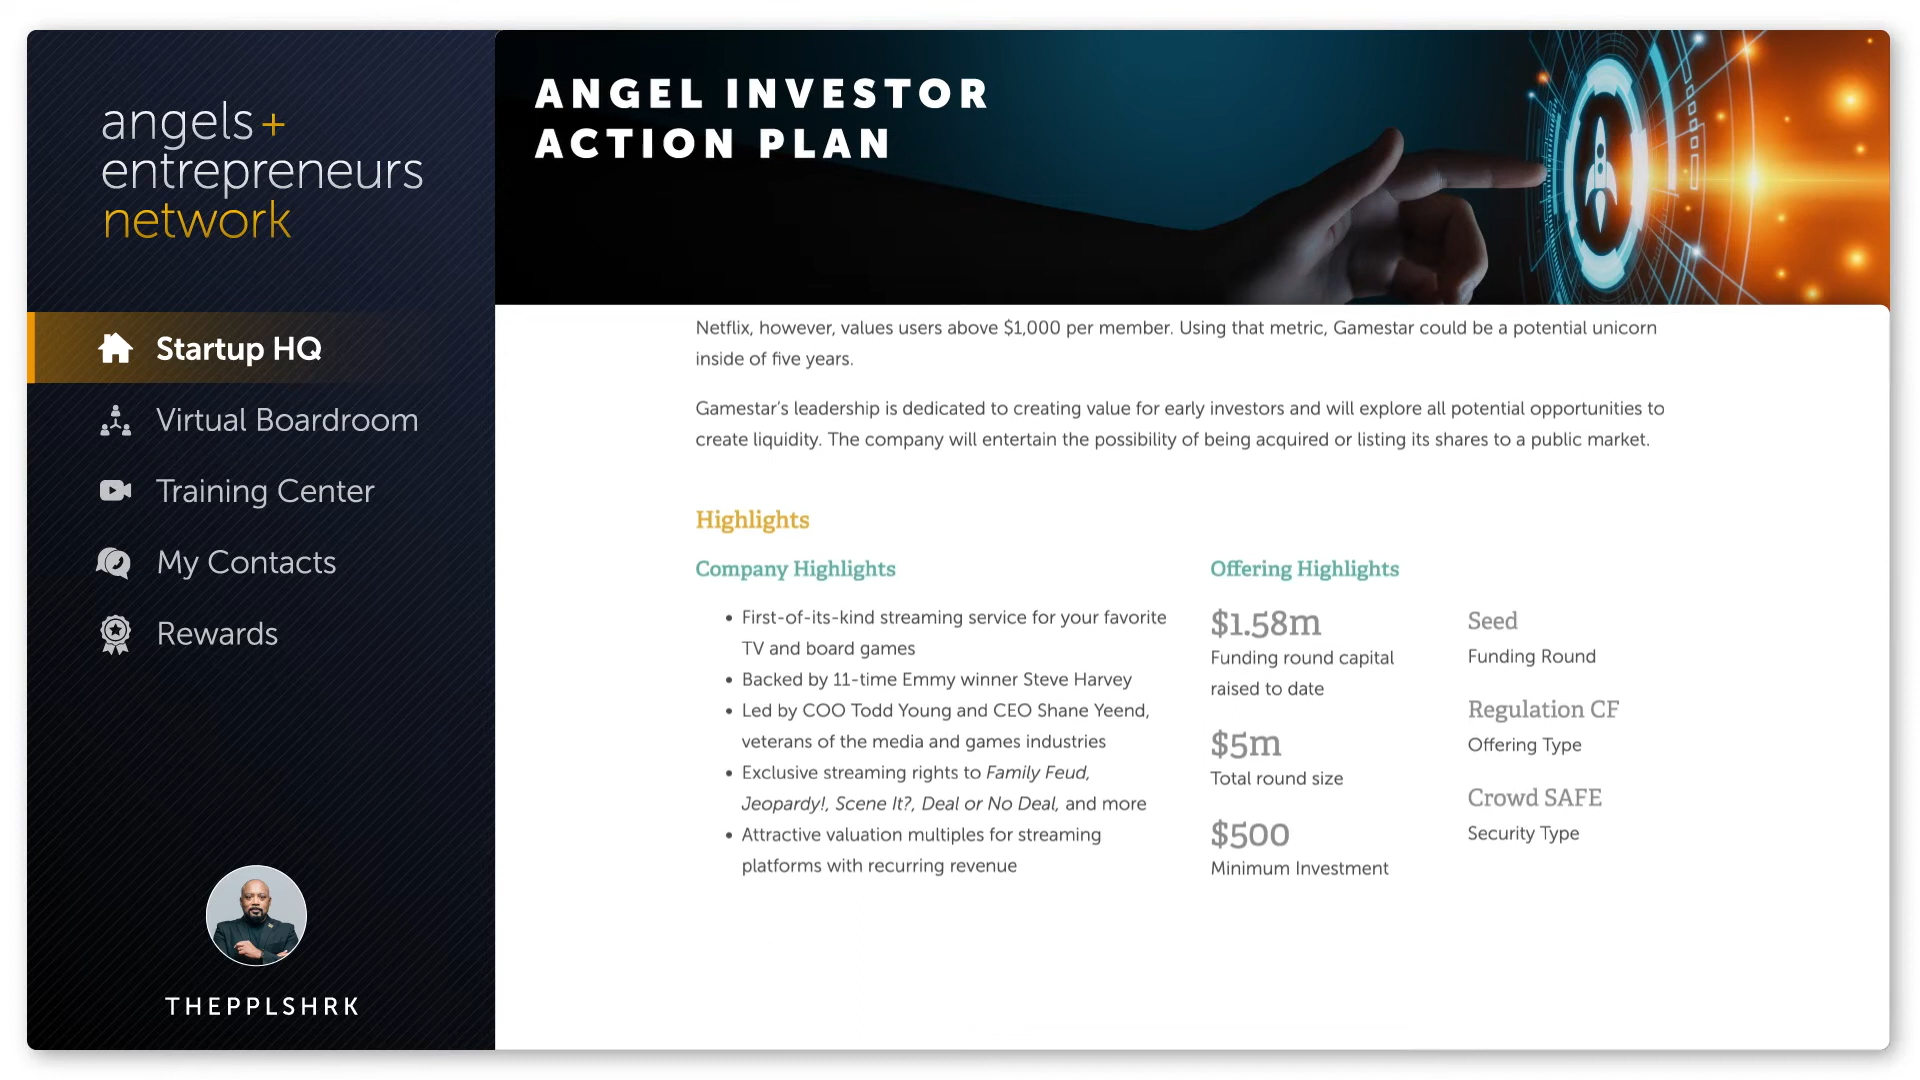 angels+
entrepreneurs
network
Startup HQ
Virtual Boardroom
Training Center
My Contacts
Rewards
THEPPLSHRK
ANGEL INVESTOR
ACTION PLAN
Netflix, however, values users above $1,000 per member. Using that metric, Gamestar could be a potential unicorn
inside of five years.
Gamestar’s leadership is dedicated to creating value for early investors and will explore all potential opportunities to
create liquidity. The company will entertain the possibility of being acquired or listing its shares to a public market.
Highlights
Company Highlights
• First-of-its-kind streaming service for your favorite
TV and board games
• Backed by 11-time Emmy winner Steve Harvey
• Led by COO Todd Young and CEO Shane Yeend,
veterans of the media and games industries
• Exclusive streaming rights to Family Feud,
Jeopardy!, Scene It?, Deal or No Deal, and more
• Attractive valuation multiples for streaming
platforms with recurring revenue
Offering Highlights
$1.58m
Funding round capital
raised to date
$5m
Total round size
$500
Minimum Investment
Seed
Funding Round
Regulation CF
Offering Type
Crowd SAFE
Security Type